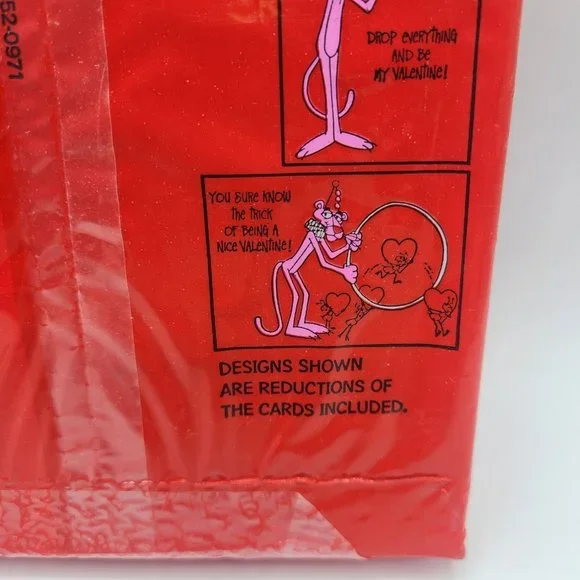 52-0971
DROP EVERYTHING
AND BE
MY VALENTINE!
YOU SURE KNOW
the trick
OF BEING A
NICE VALENTINE!
DESIGNS SHOWN
ARE REDUCTIONS OF
THE CARDS INCLUDED.